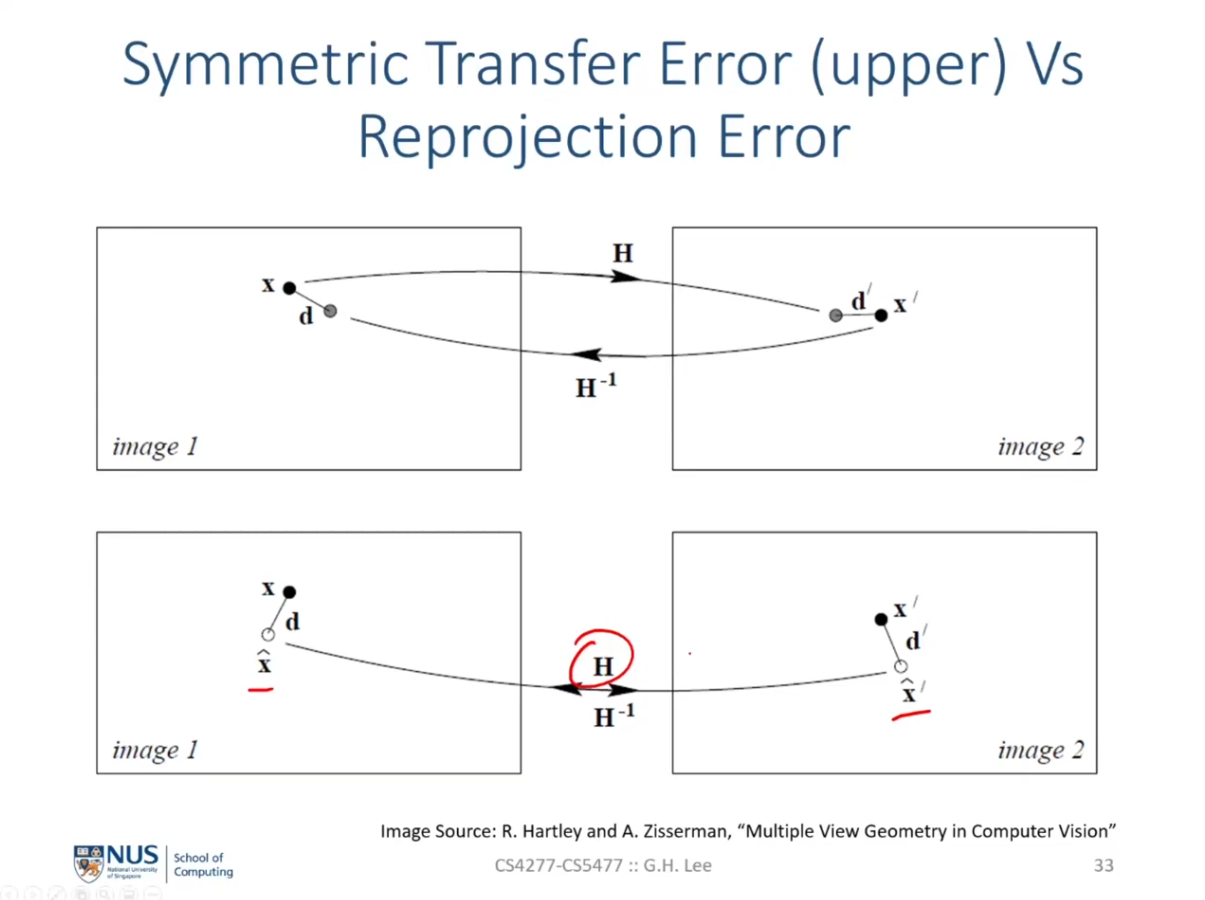 Symmetric Transfer Error (upper) Vs
Reprojection Error
H
x
d
d′
x′
H⁻¹
image 1
image 2
x
d
x̂
H
H⁻¹
x′
d′
x̂′
image 1
image 2
Image Source: R. Hartley and A. Zisserman, “Multiple View Geometry in Computer Vision”
NUS
National University
of Singapore
School of
Computing
CS4277-CS5477 :: G.H. Lee
33